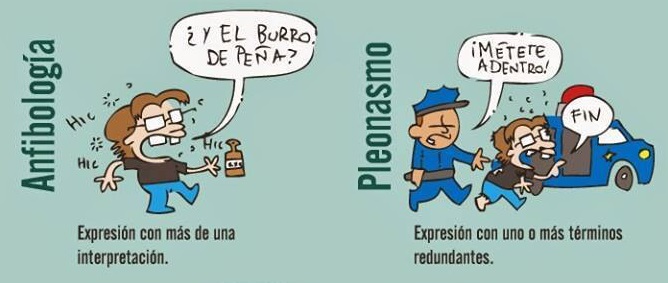 Anfibología
¿Y EL BURRO
DE PEÑA?
HIC
HIC
HIC
Expresión con más de una
interpretación.
Pleonasmo
¡MÉTETE
ADENTRO!
FIN
Expresión con uno o más términos
redundantes.